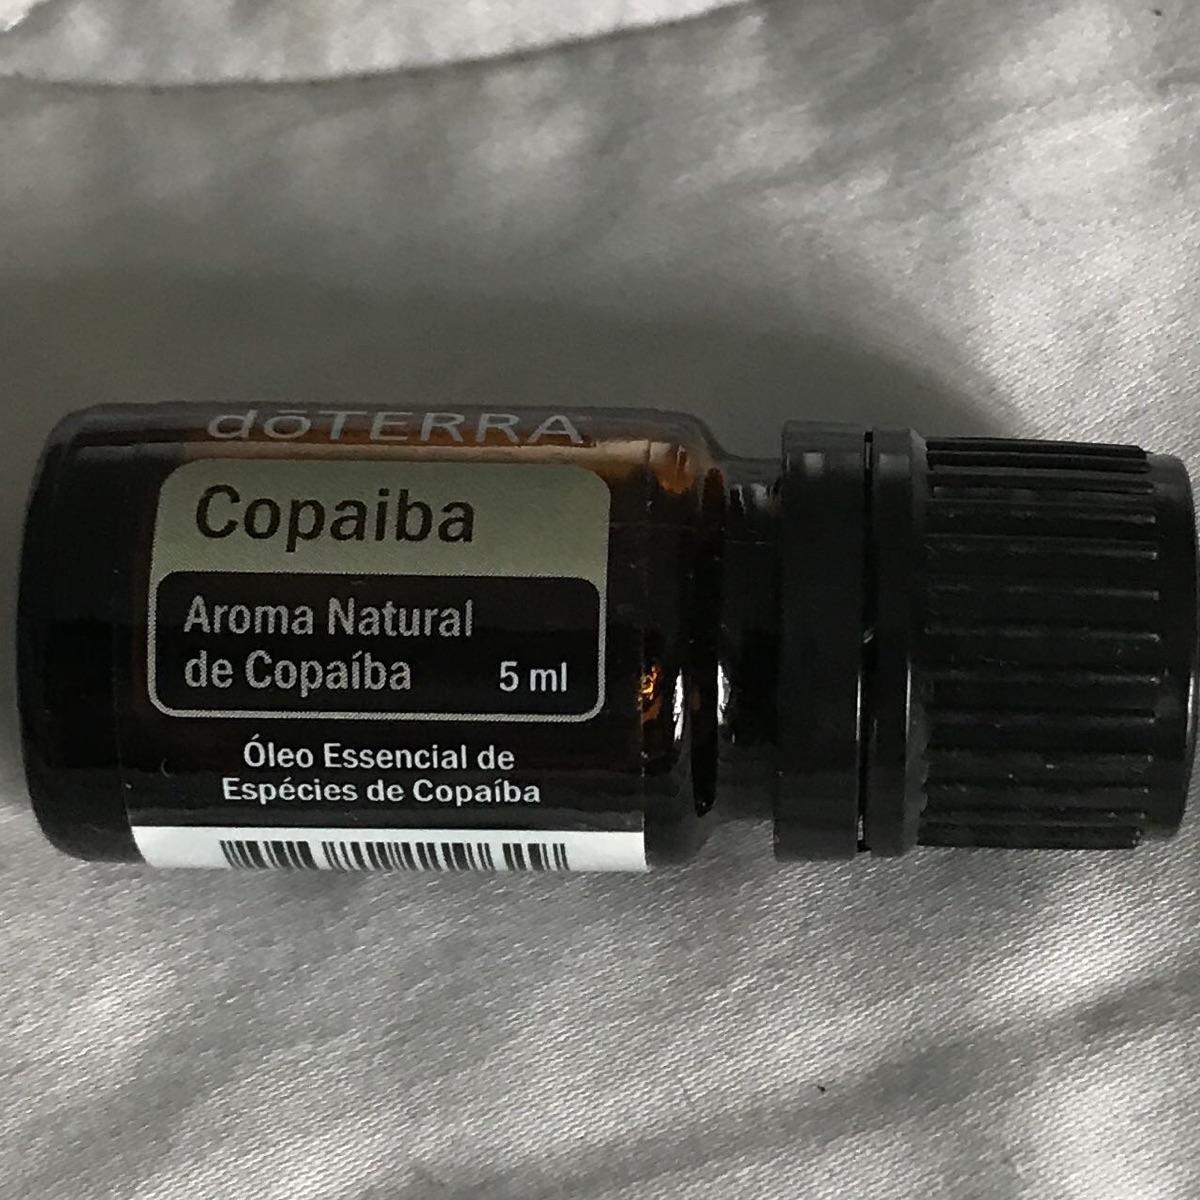 dōTERRA
Copaiba
Aroma Natural
de Copaíba 5 ml
Óleo Essencial de
Espécies de Copaíba